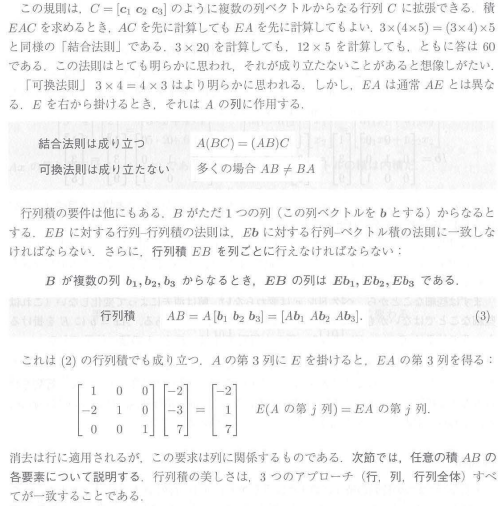 この規則は，C＝[c₁ c₂ c₃] のように複数の列ベクトルからなる行列 C に拡張できる．積
EAC を求めるとき，AC を先に計算しても EA を先に計算してもよい．3×(4×5)＝(3×4)×5
と同様の「結合法則」である．3×20 を計算しても，12×5 を計算しても，ともに答は 60
である．この法則はとても明らかに思われ，それが成り立たないことがあると想像しがたい．
「可換法則」3×4＝4×3 はより明らかに思われる．しかし，EA は通常 AE とは異な
る．E を右から掛けるとき，それは A の列に作用する．
結合法則は成り立つ A(BC)＝(AB)C
可換法則は成り立たない 多くの場合 AB ≠ BA
行列積の要件は他にもある．B がただ 1 つの列（この列ベクトルを b とする）からなると
する．EB に対する行列–行列積の法則は，Eb に対する行列–ベクトル積の法則に一致しな
ければならない．さらに，行列積 EB を列ごとに行えなければならない：
B が複数の列 b₁, b₂, b₃ からなるとき，EB の列は Eb₁, Eb₂, Eb₃ である．
行列積 AB = A[b₁ b₂ b₃] = [Ab₁ Ab₂ Ab₃]. (3)
これは (2) の行列積でも成り立つ．A の第 3 列に E を掛けると，EA の第 3 列を得る：
[1 0 0] [−2] [−2]
[−2 1 0] [−3] = [1] E(A の第 j 列) = EA の第 j 列.
[0 0 1] [7] [7]
消去は行に適用されるが，この要求は列に関係するものである．次節では，任意の積 AB の
各要素について説明する．行列積の美しさは，3 つのアプローチ（行，列，行列全体）すべ
てが一致することである．